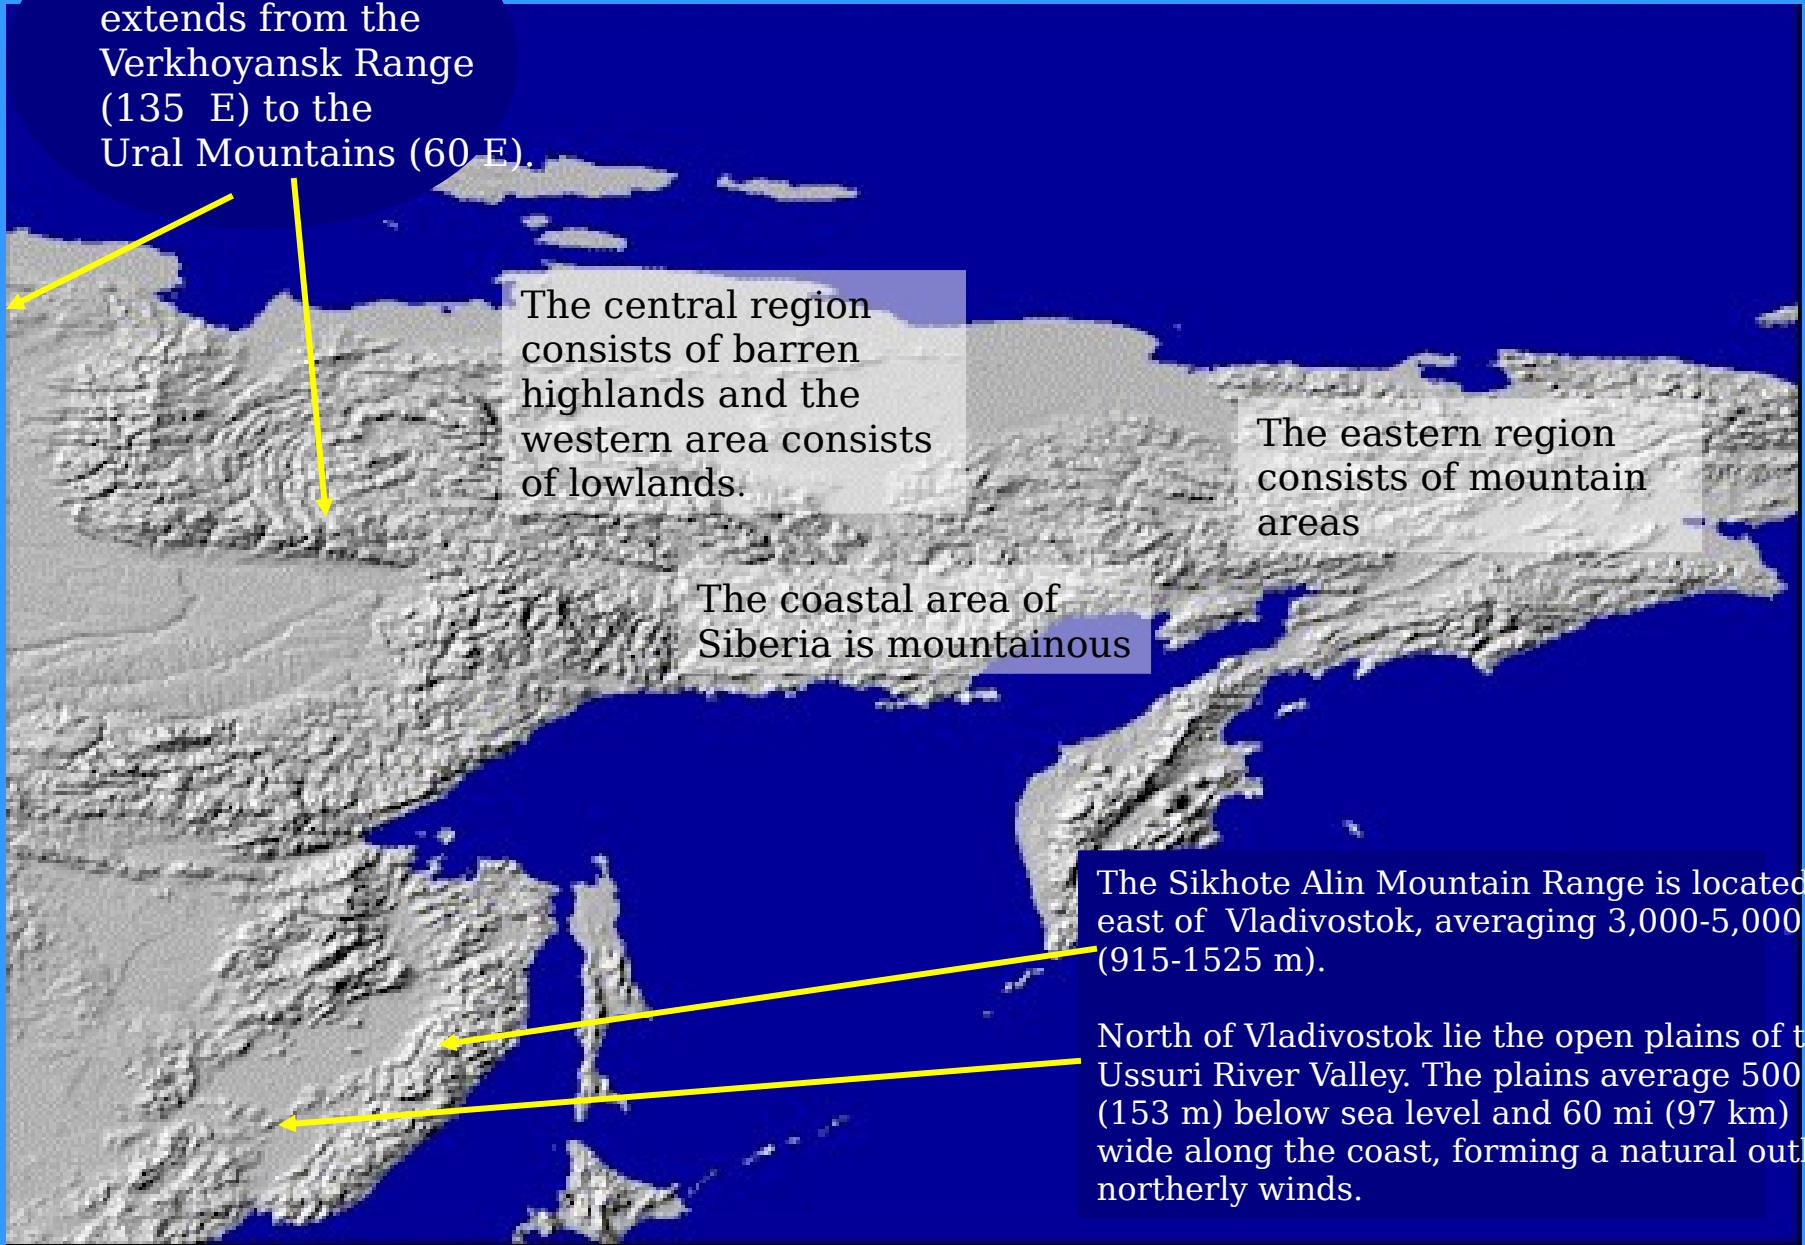 extends from the
Verkhoyansk Range
(135  E) to the
Ural Mountains (60 E).
The central region
consists of barren
highlands and the
western area consists
of lowlands.
The eastern region
consists of mountain
areas
The coastal area of
Siberia is mountainous
The Sikhote Alin Mountain Range is located
east of  Vladivostok, averaging 3,000-5,000
(915-1525 m).
North of Vladivostok lie the open plains of
Ussuri River Valley. The plains average 500
(153 m) below sea level and 60 mi (97 km)
wide along the coast, forming a natural
northerly winds.